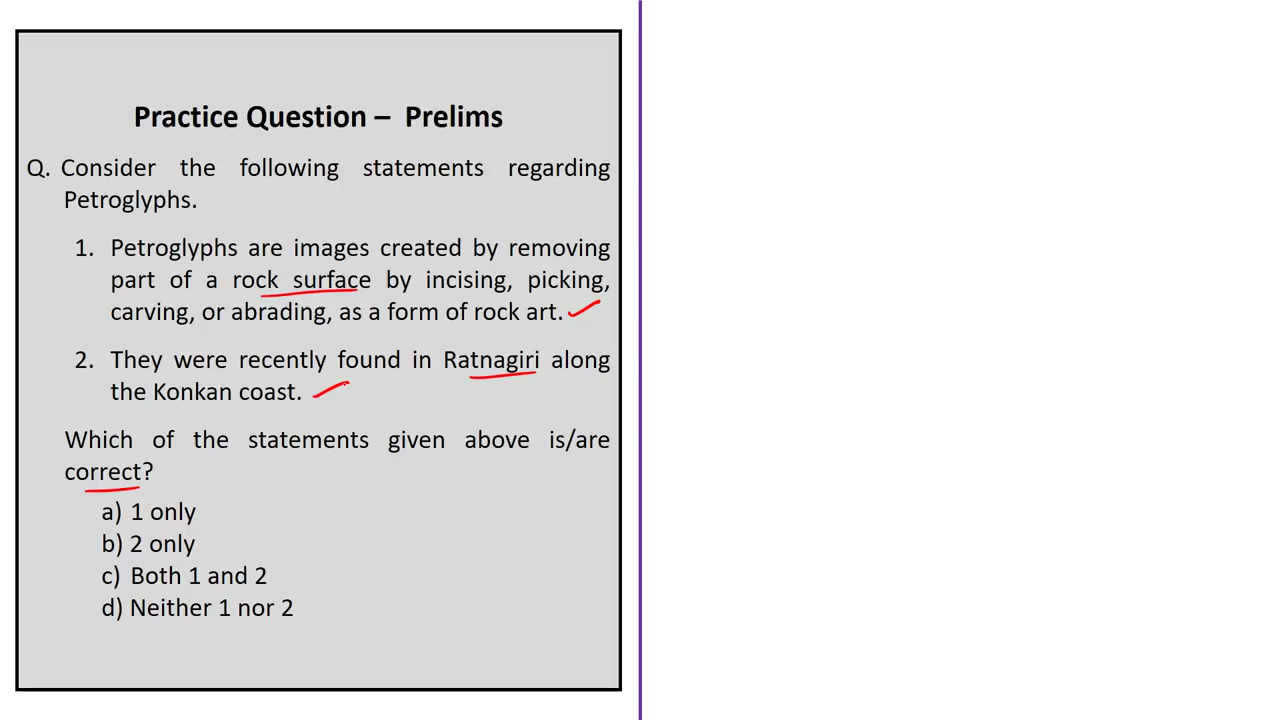 Practice Question – Prelims
Q. Consider the following statements regarding
Petroglyphs.
1. Petroglyphs are images created by removing
part of a rock surface by incising, picking,
carving, or abrading, as a form of rock art.
2. They were recently found in Ratnagiri along
the Konkan coast.
Which of the statements given above is/are
correct?
a) 1 only
b) 2 only
c) Both 1 and 2
d) Neither 1 nor 2